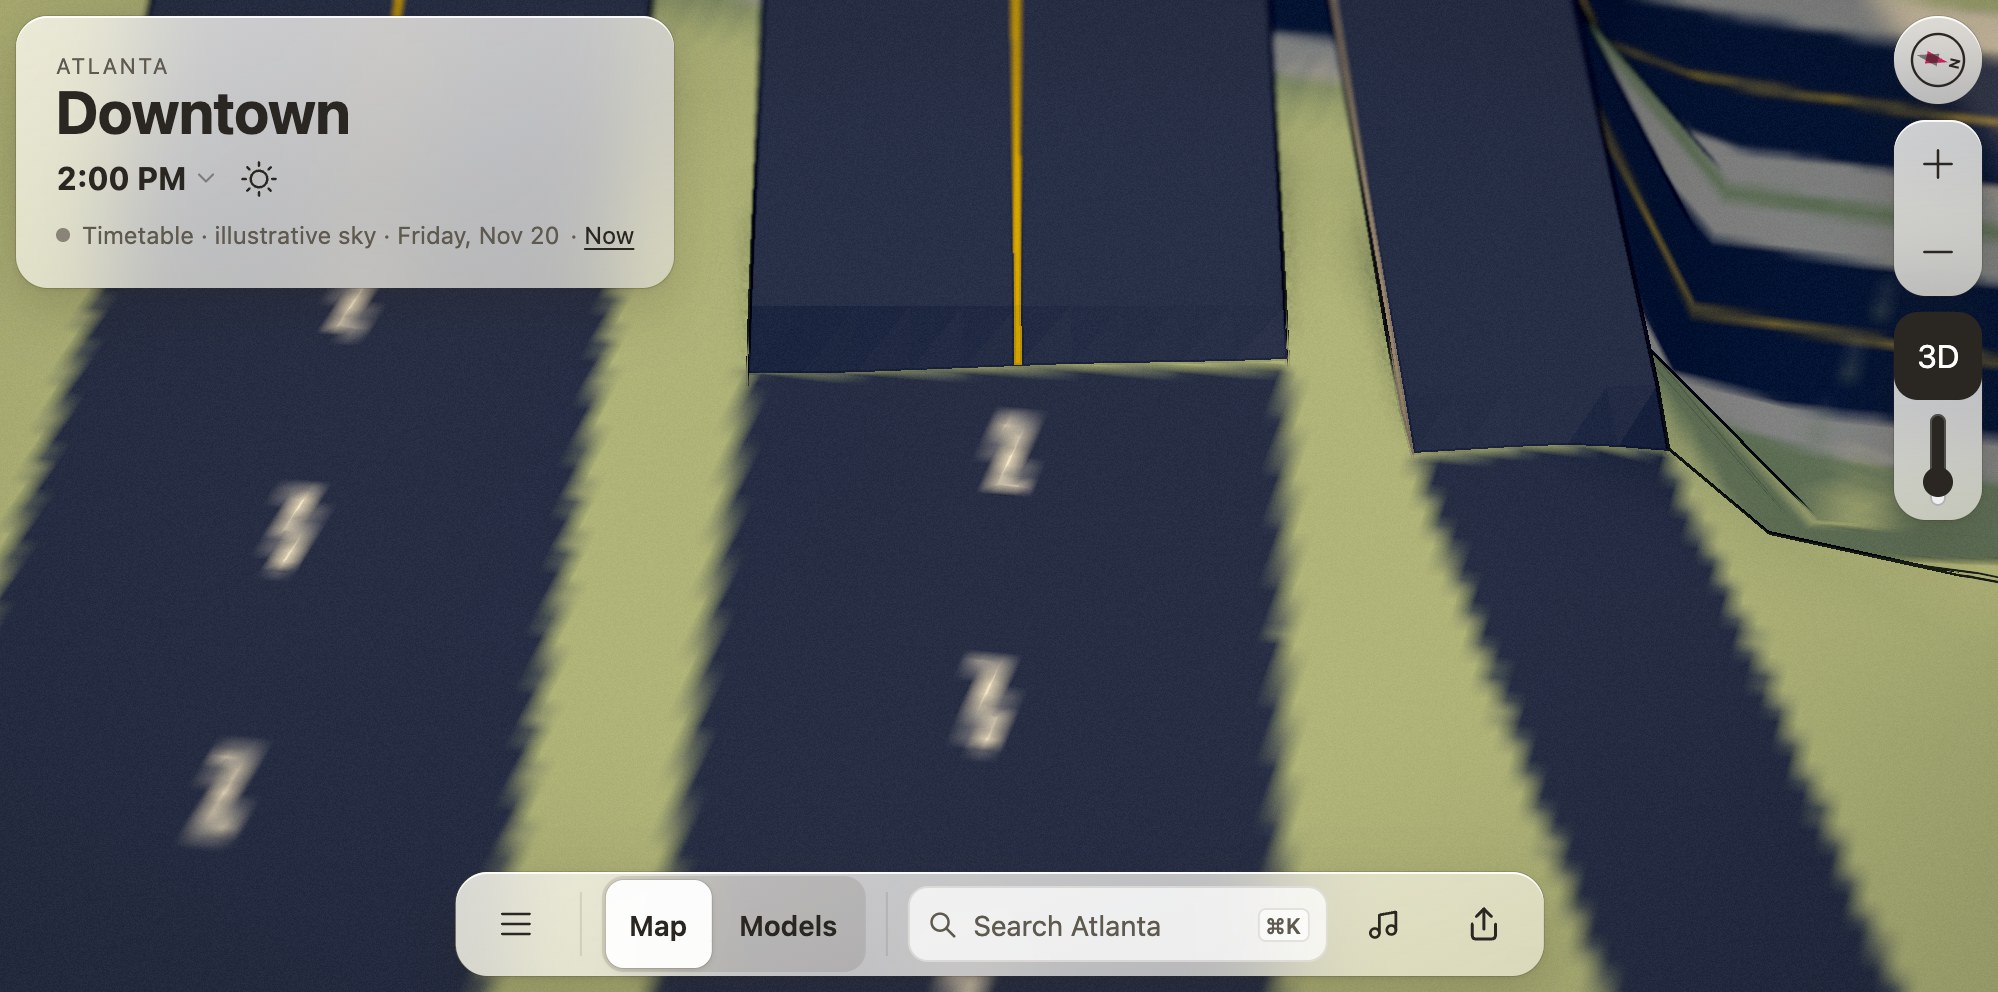 ATLANTA
Downtown
2:00 PM
Timetable · illustrative sky · Friday, Nov 20 · Now
N
3D
Map
Models
Search Atlanta
⌘K